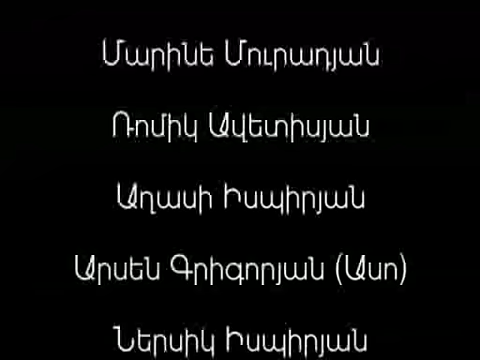 Մարինե Մուրադյան
Ռոմիկ Ավետիսյան
Աղասի Իսպիրյան
Արսեն Գրիգորյան (Ասո)
Ներսիկ Իսպիրյան